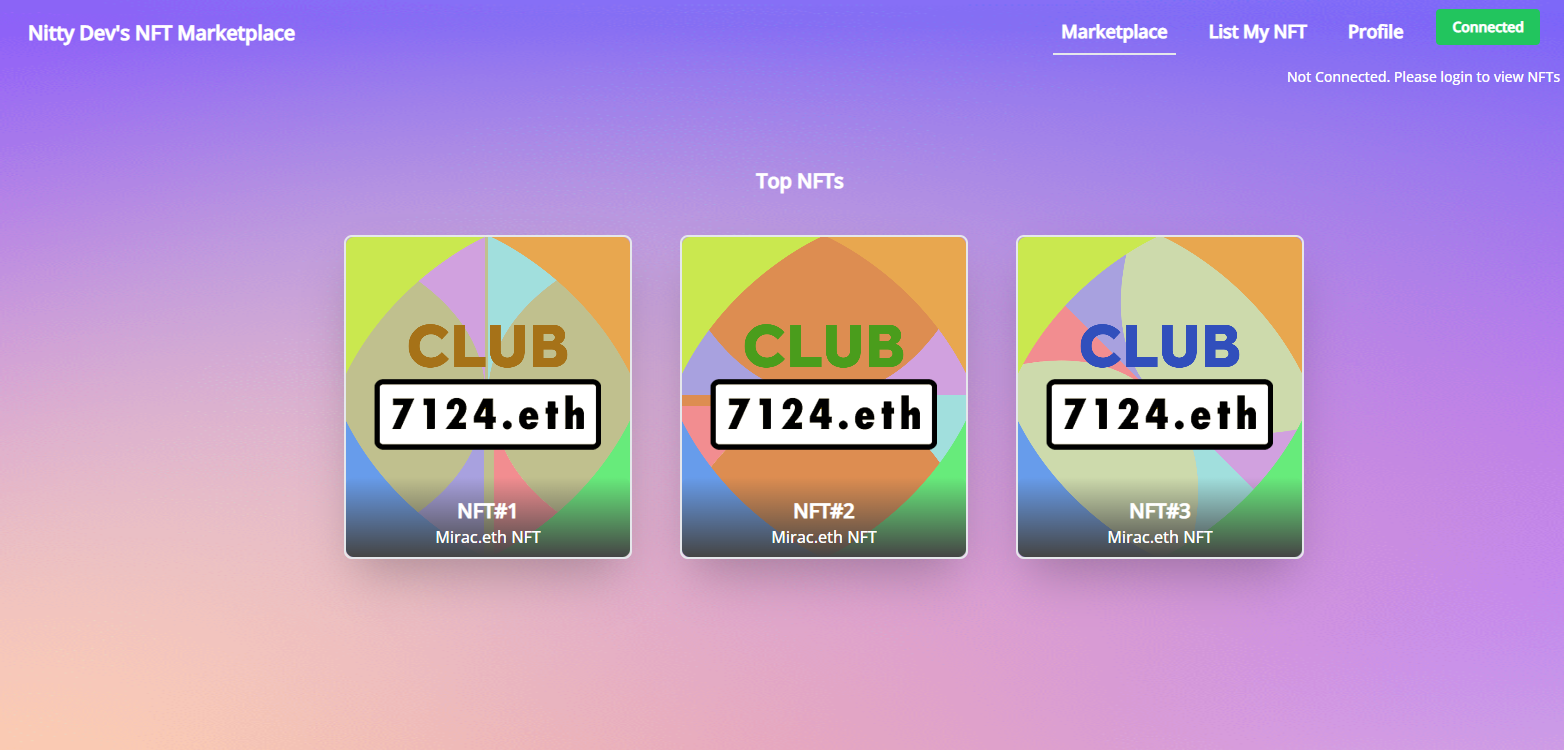 Nitty Dev's NFT Marketplace
Marketplace
List My NFT
Profile
Connected
Not Connected. Please login to view NFTs
Top NFTs
CLUB
7124.eth
NFT#1
Mirac.eth NFT
CLUB
7124.eth
NFT#2
Mirac.eth NFT
CLUB
7124.eth
NFT#3
Mirac.eth NFT